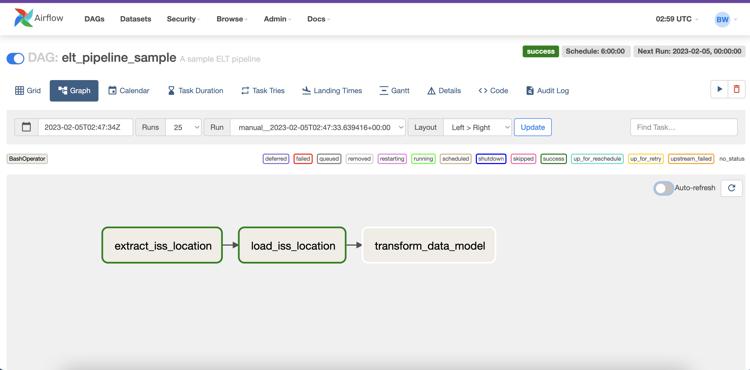 Airflow DAGs Datasets Security Browse Admin Docs 02:59 UTC BW
DAG: elt_pipeline_sample A sample ELT pipeline success Schedule: 6:00:00 Next Run: 2023-02-05, 00:00:00
Grid Graph Calendar Task Duration Task Tries Landing Times Gantt Details Code Audit Log
2023-02-05T02:47:34Z Runs 25 Run manual__2023-02-05T02:47:33.639416+00:00 Layout Left > Right Update Find Task...
BashOperator deferred failed queued removed restarting running scheduled shutdown skipped success up_for_reschedule up_for_retry upstream_failed no_status
Auto-refresh
extract_iss_location load_iss_location transform_data_model